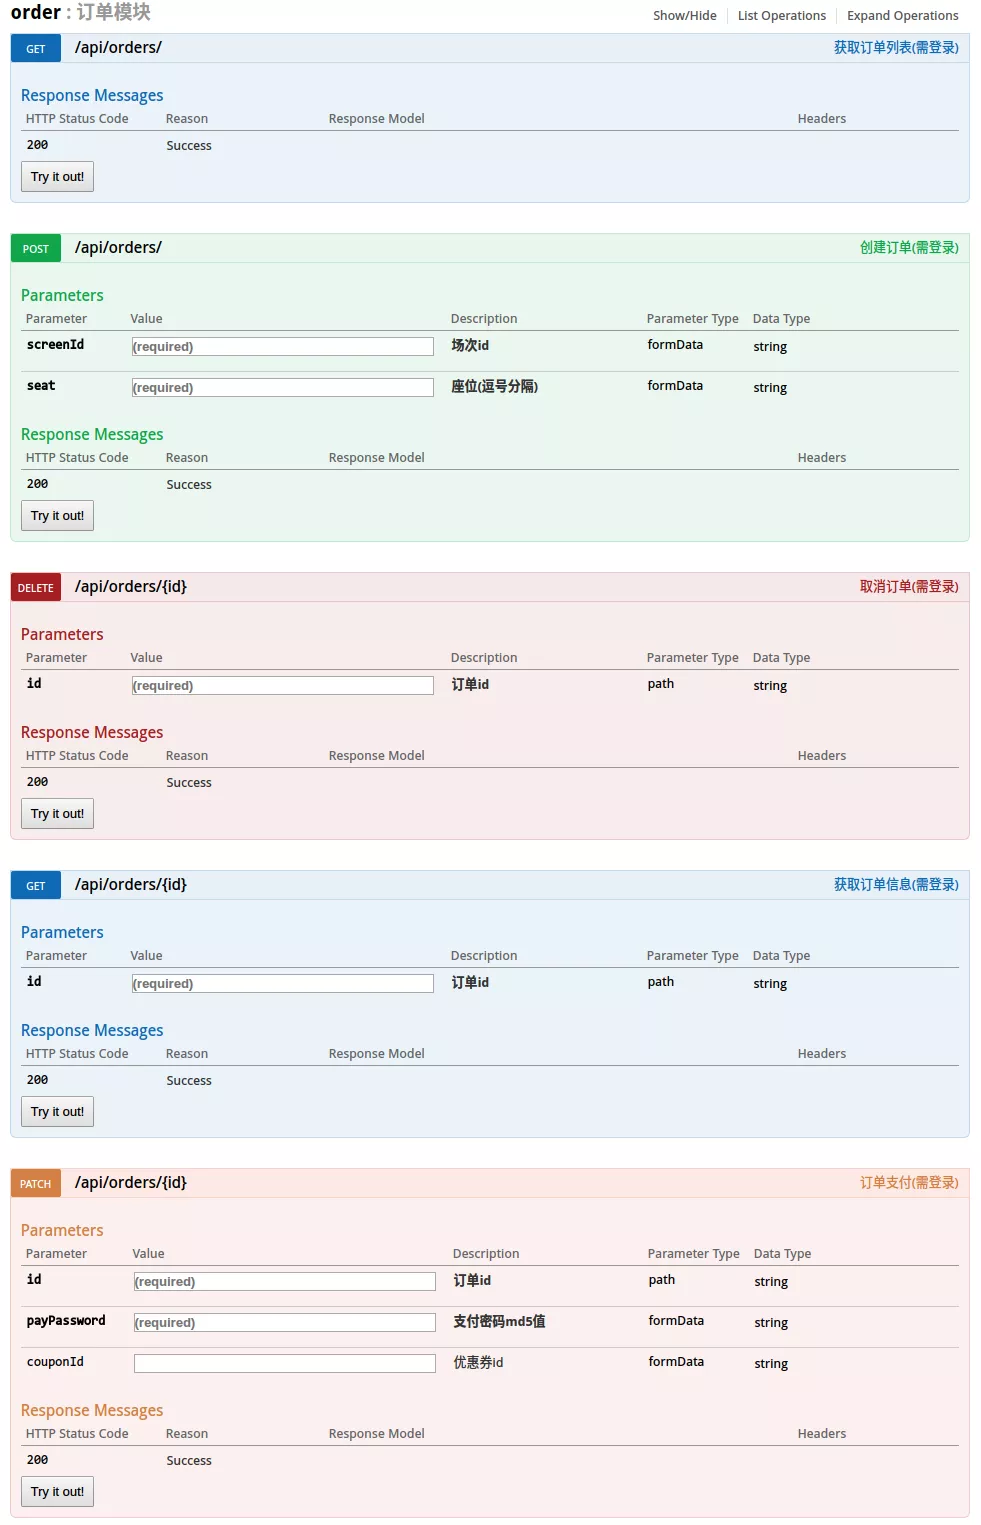 order : 订单模块
Show/Hide List Operations Expand Operations
GET /api/orders/ 获取订单列表(需登录)
Response Messages
HTTP Status Code Reason Response Model Headers
200 Success
Try it out!
POST /api/orders/ 创建订单(需登录)
Parameters
Parameter Value Description Parameter Type Data Type
screenId (required) 场次id formData string
seat (required) 座位(逗号分隔) formData string
Response Messages
HTTP Status Code Reason Response Model Headers
200 Success
Try it out!
DELETE /api/orders/{id} 取消订单(需登录)
Parameters
Parameter Value Description Parameter Type Data Type
id (required) 订单id path string
Response Messages
HTTP Status Code Reason Response Model Headers
200 Success
Try it out!
GET /api/orders/{id} 获取订单信息(需登录)
Parameters
Parameter Value Description Parameter Type Data Type
id (required) 订单id path string
Response Messages
HTTP Status Code Reason Response Model Headers
200 Success
Try it out!
PATCH /api/orders/{id} 订单支付(需登录)
Parameters
Parameter Value Description Parameter Type Data Type
id (required) 订单id path string
payPassword (required) 支付密码md5值 formData string
couponId 优惠券id formData string
Response Messages
HTTP Status Code Reason Response Model Headers
200 Success
Try it out!